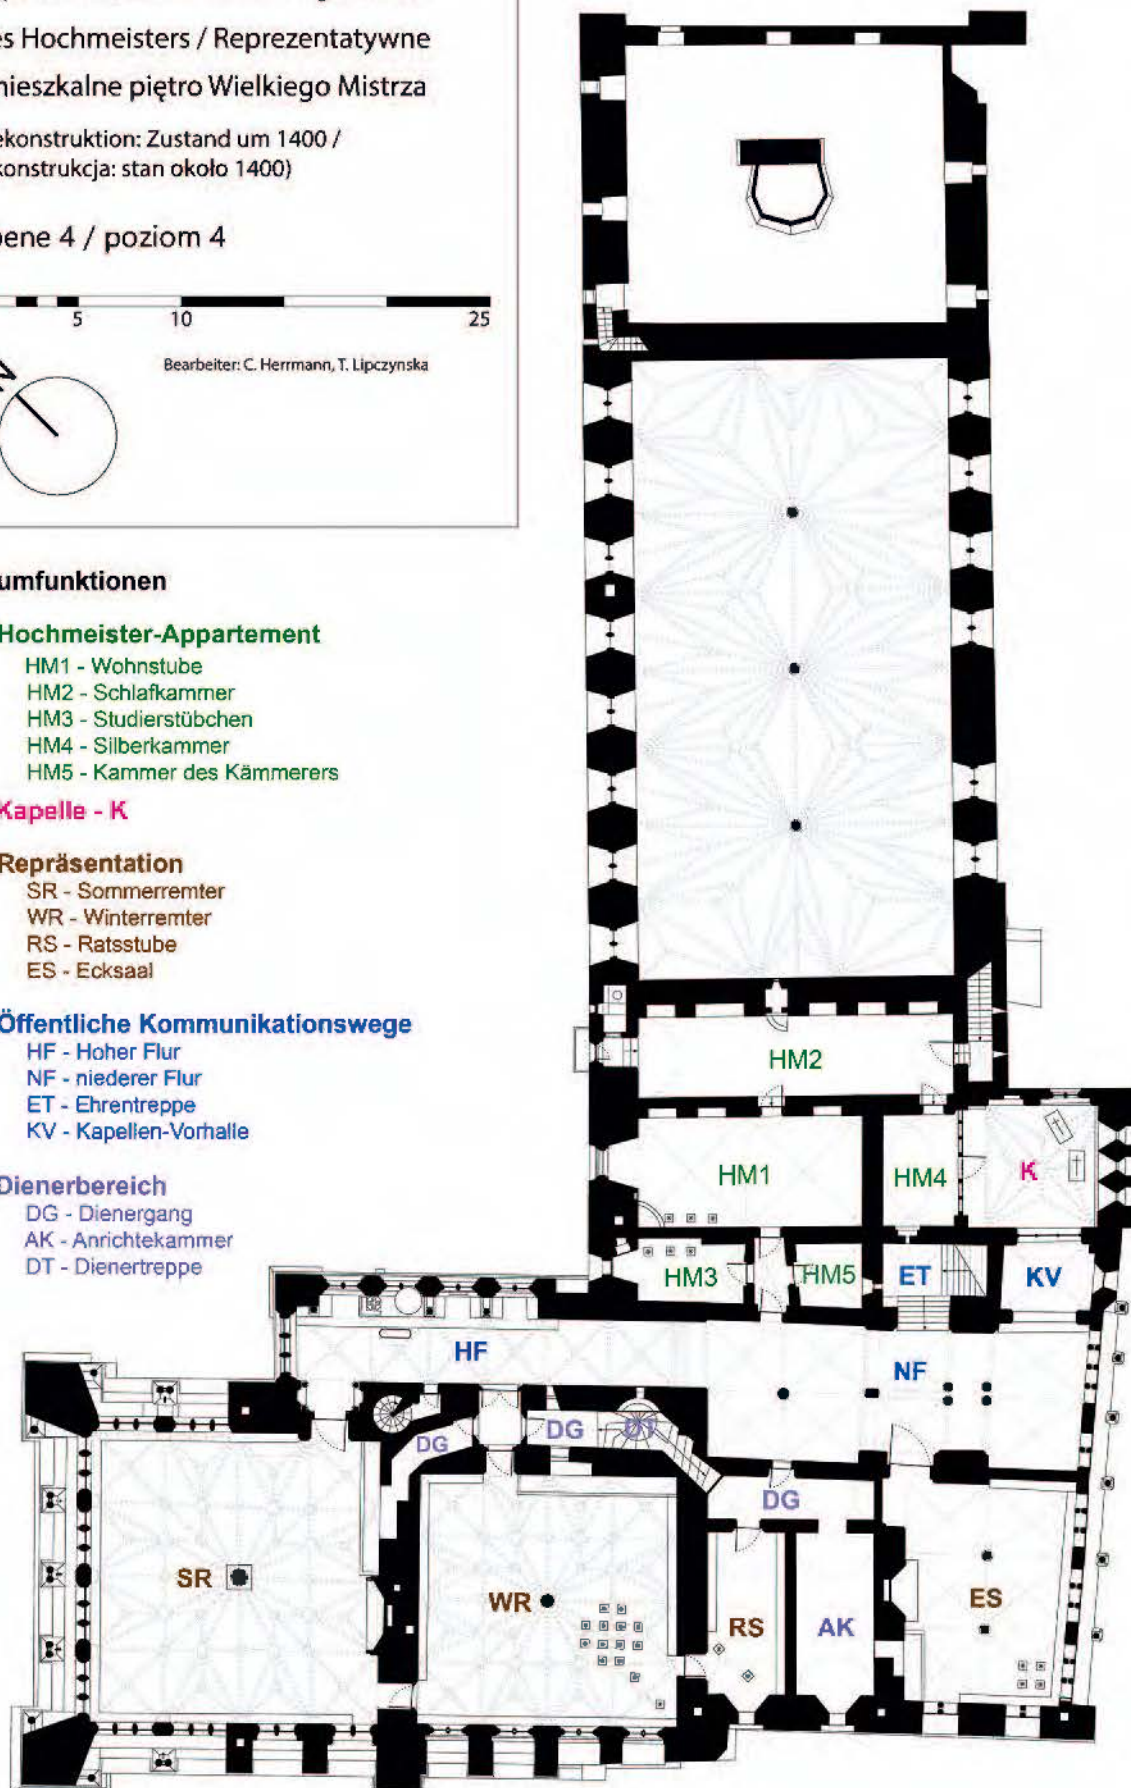 es Hochmeisters / Reprezentatywne
mieszkalne piętro Wielkiego Mistrza
ekonstruktion: Zustand um 1400 /
konstrukcja: stan około 1400)
bene 4 / poziom 4
5 10 25
N
Bearbeiter: C. Herrmann, T. Lipczynska
umfunktionen
Hochmeister-Appartement
HM1 - Wohnstube
HM2 - Schlafkammer
HM3 - Studierstübchen
HM4 - Silberkammer
HM5 - Kammer des Kämmerers
Kapelle - K
Repräsentation
SR - Sommerremter
WR - Winterremter
RS - Ratsstube
ES - Ecksaal
Öffentliche Kommunikationswege
HF - Hoher Flur
NF - niederer Flur
ET - Ehrentreppe
KV - Kapellen-Vorhalle
Dienerbereich
DG - Dienergang
AK - Anrichtekammer
DT - Dienertreppe
HM2
HM1
HM4
K
HM3
HM5
ET
KV
HF
NF
DG
DG
DT
DG
SR
WR
RS
AK
ES